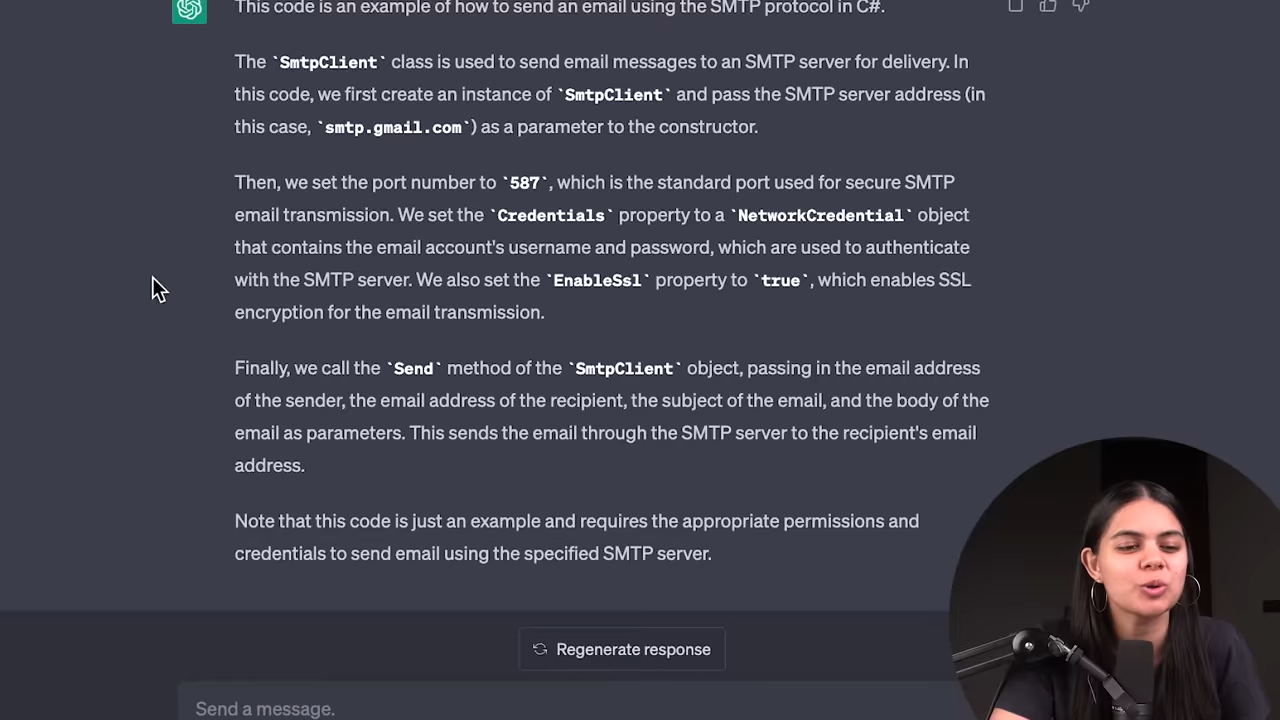 This code is an example of how to send an email using the SMTP protocol in C#.
The `SmtpClient` class is used to send email messages to an SMTP server for delivery. In
this code, we first create an instance of `SmtpClient` and pass the SMTP server address (in
this case, `smtp.gmail.com`) as a parameter to the constructor.
Then, we set the port number to `587`, which is the standard port used for secure SMTP
email transmission. We set the `Credentials` property to a `NetworkCredential` object
that contains the email account's username and password, which are used to authenticate
with the SMTP server. We also set the `EnableSsl` property to `true`, which enables SSL
encryption for the email transmission.
Finally, we call the `Send` method of the `SmtpClient` object, passing in the email address
of the sender, the email address of the recipient, the subject of the email, and the body of the
email as parameters. This sends the email through the SMTP server to the recipient's email
address.
Note that this code is just an example and requires the appropriate permissions and
credentials to send email using the specified SMTP server.
Regenerate response
Send a message.